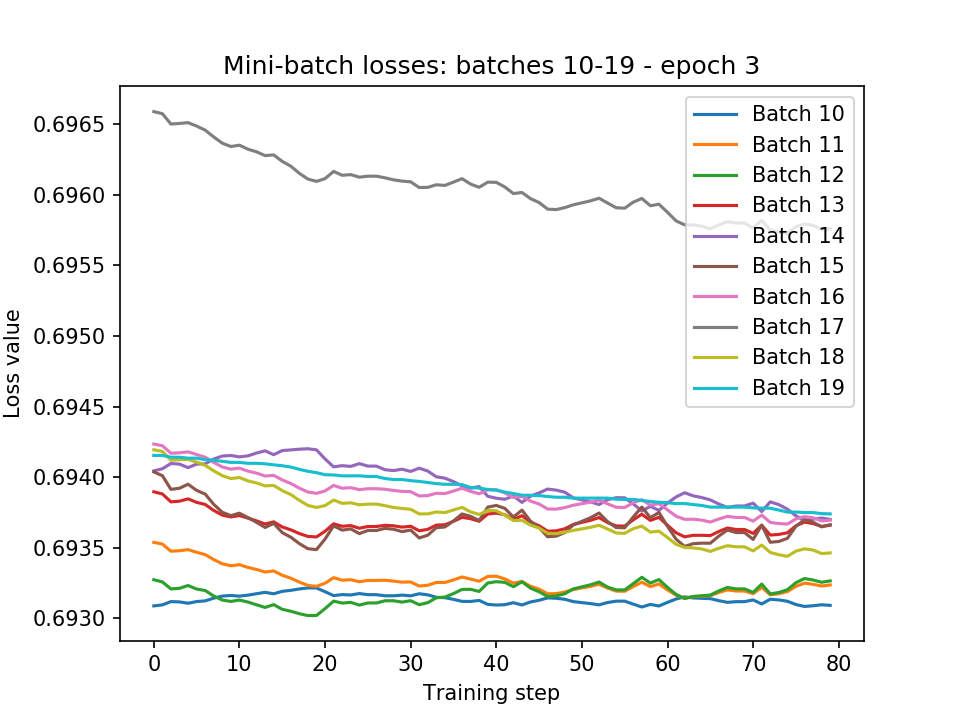 Mini-batch losses: batches 10-19 - epoch 3
Loss value
0.6965
0.6960
0.6955
0.6950
0.6945
0.6940
0.6935
0.6930
Batch 10
Batch 11
Batch 12
Batch 13
Batch 14
Batch 15
Batch 16
Batch 17
Batch 18
Batch 19
0 10 20 30 40 50 60 70 80
Training step